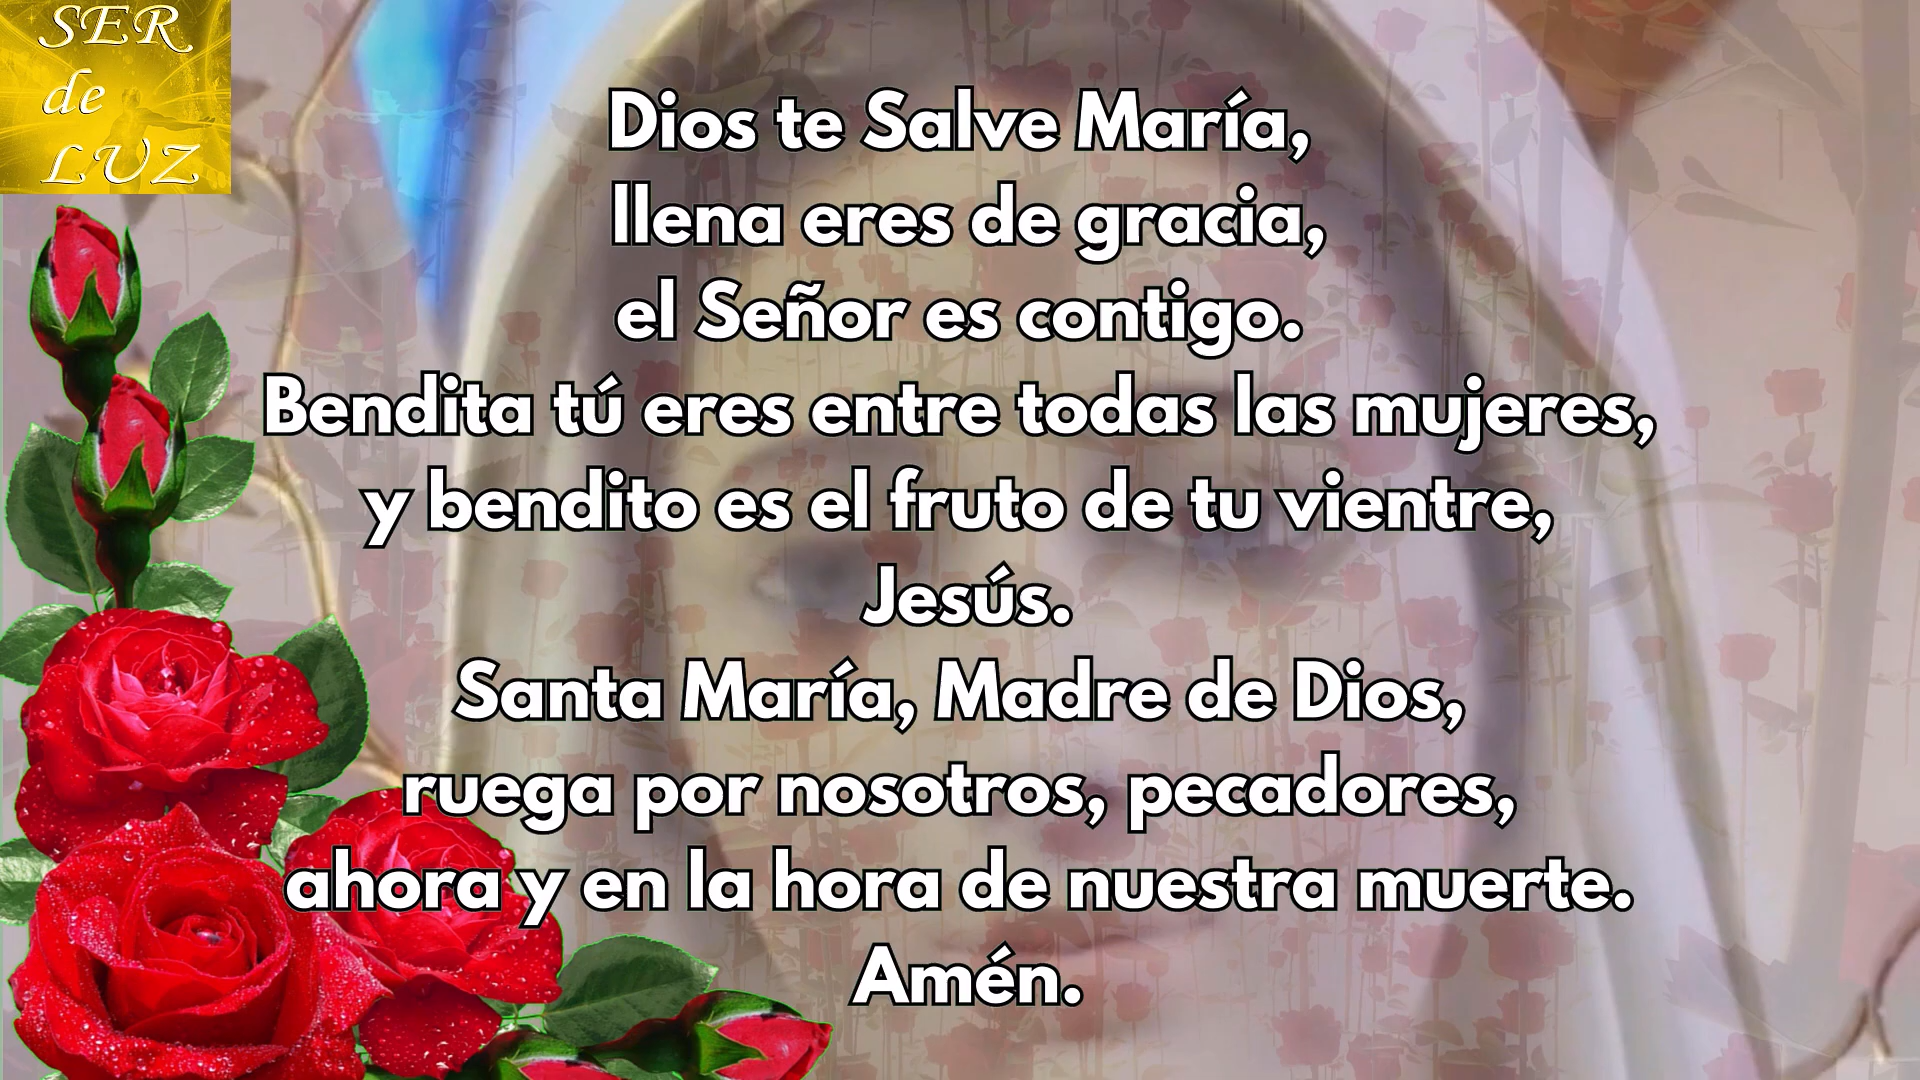 SER
de
LUZ
Dios te Salve María,
llena eres de gracia,
el Señor es contigo.
Bendita tú eres entre todas las mujeres,
y bendito es el fruto de tu vientre,
Jesús.
Santa María, Madre de Dios,
ruega por nosotros, pecadores,
ahora y en la hora de nuestra muerte.
Amén.